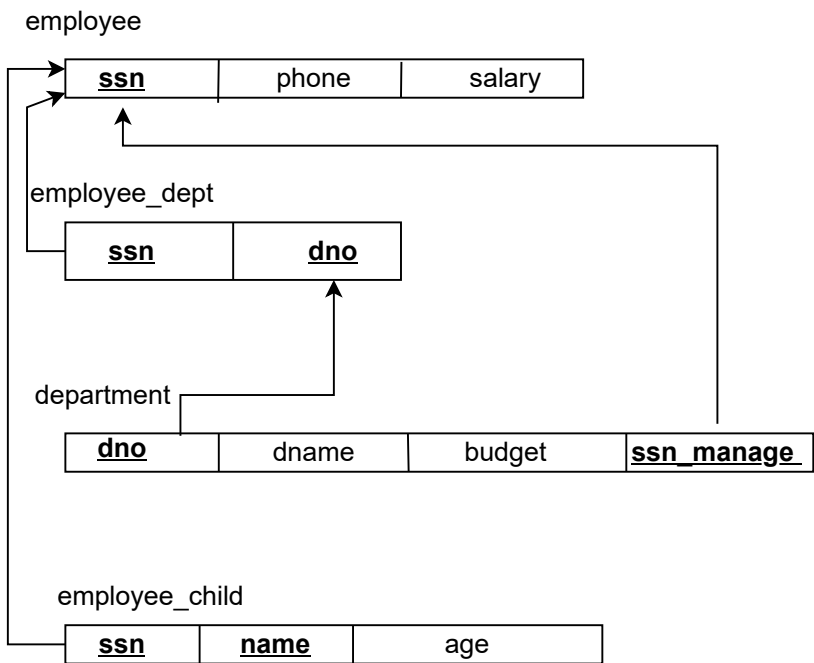 employee
ssn phone salary
employee_dept
ssn dno
department
dno dname budget ssn_manage
employee_child
ssn name age